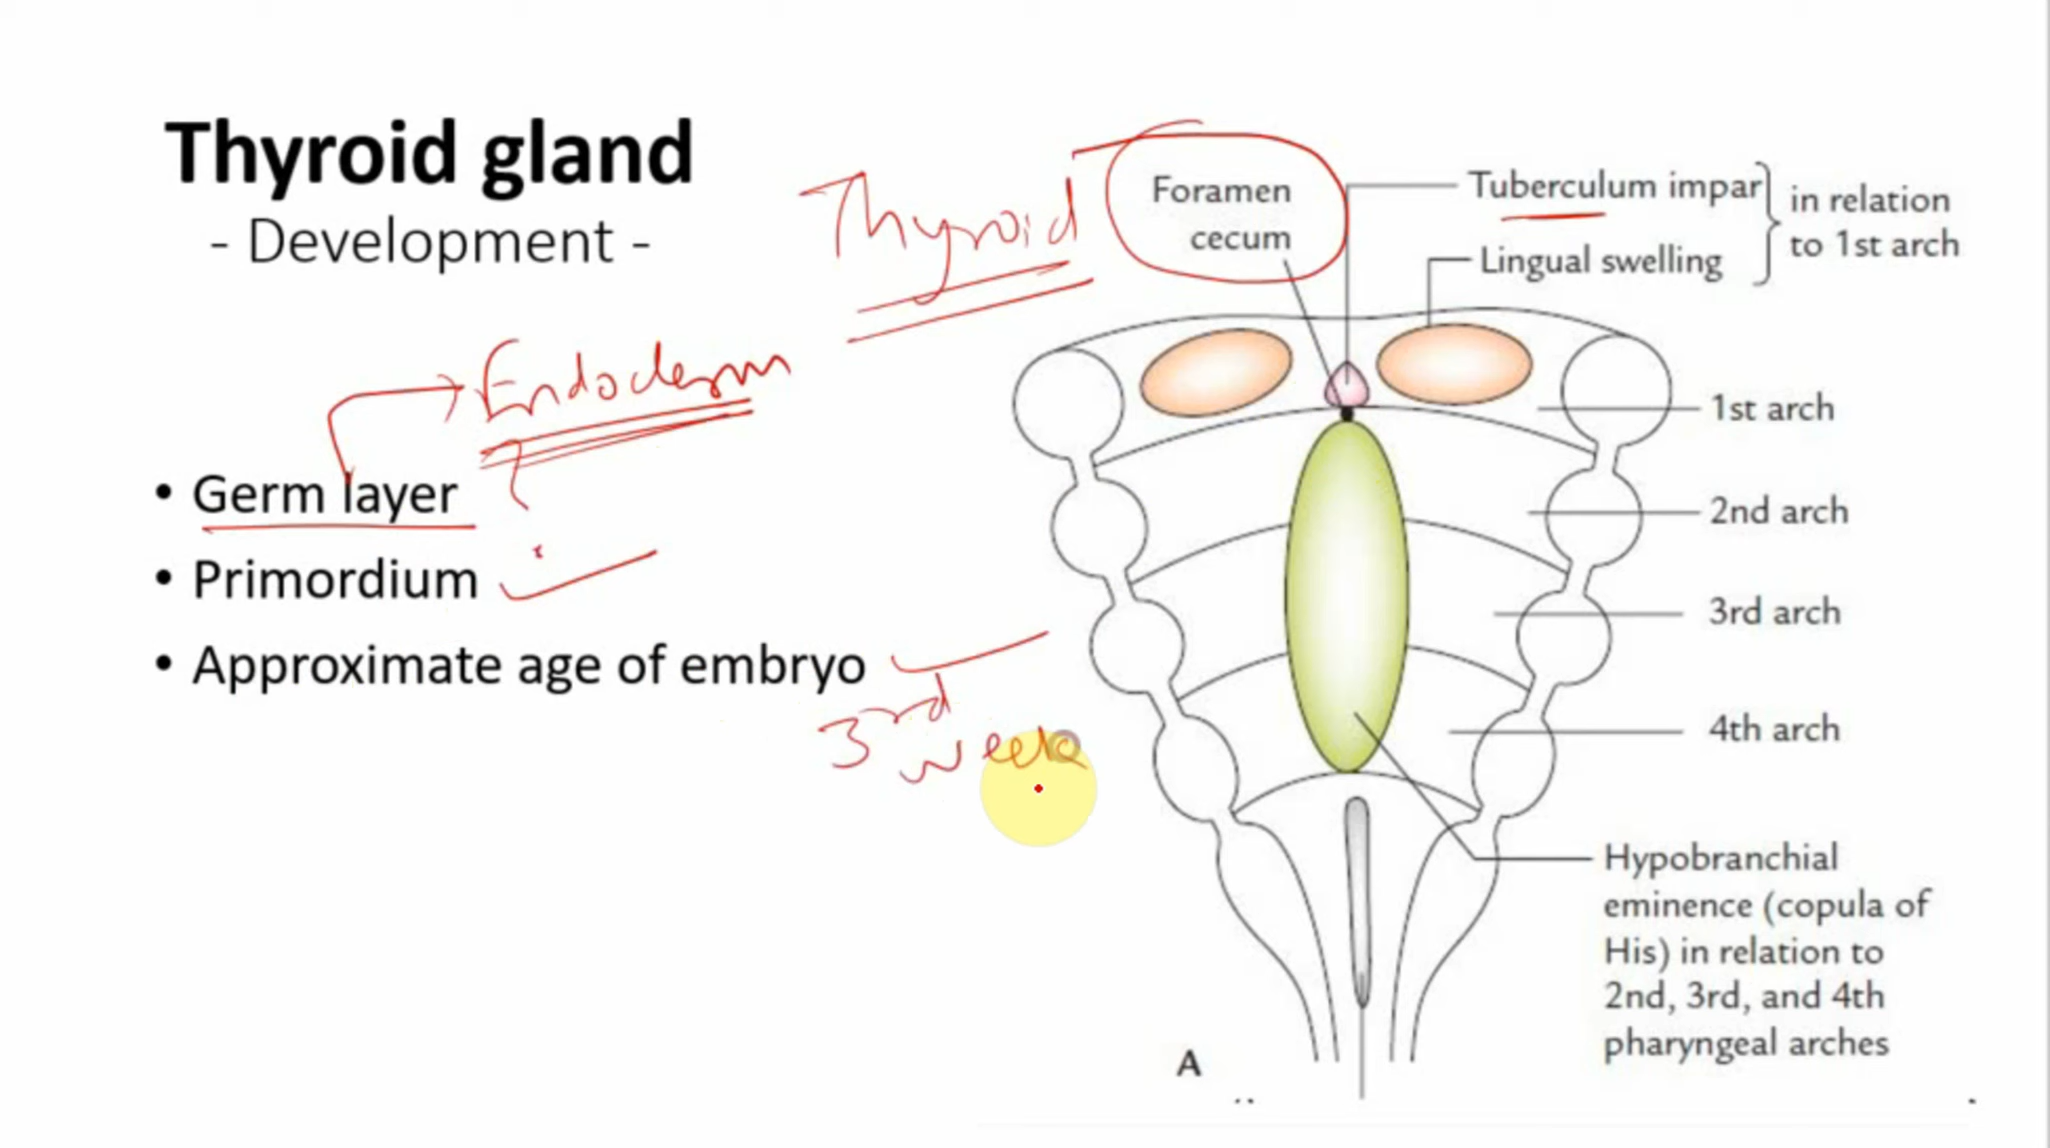 Thyroid gland
- Development -
Thyroid
Endoderm
• Germ layer
• Primordium
• Approximate age of embryo
3rd
week
Foramen
cecum
Tuberculum impar
Lingual swelling
in relation
to 1st arch
1st arch
2nd arch
3rd arch
4th arch
Hypobranchial
eminence (copula of
His) in relation to
2nd, 3rd, and 4th
pharyngeal arches
A